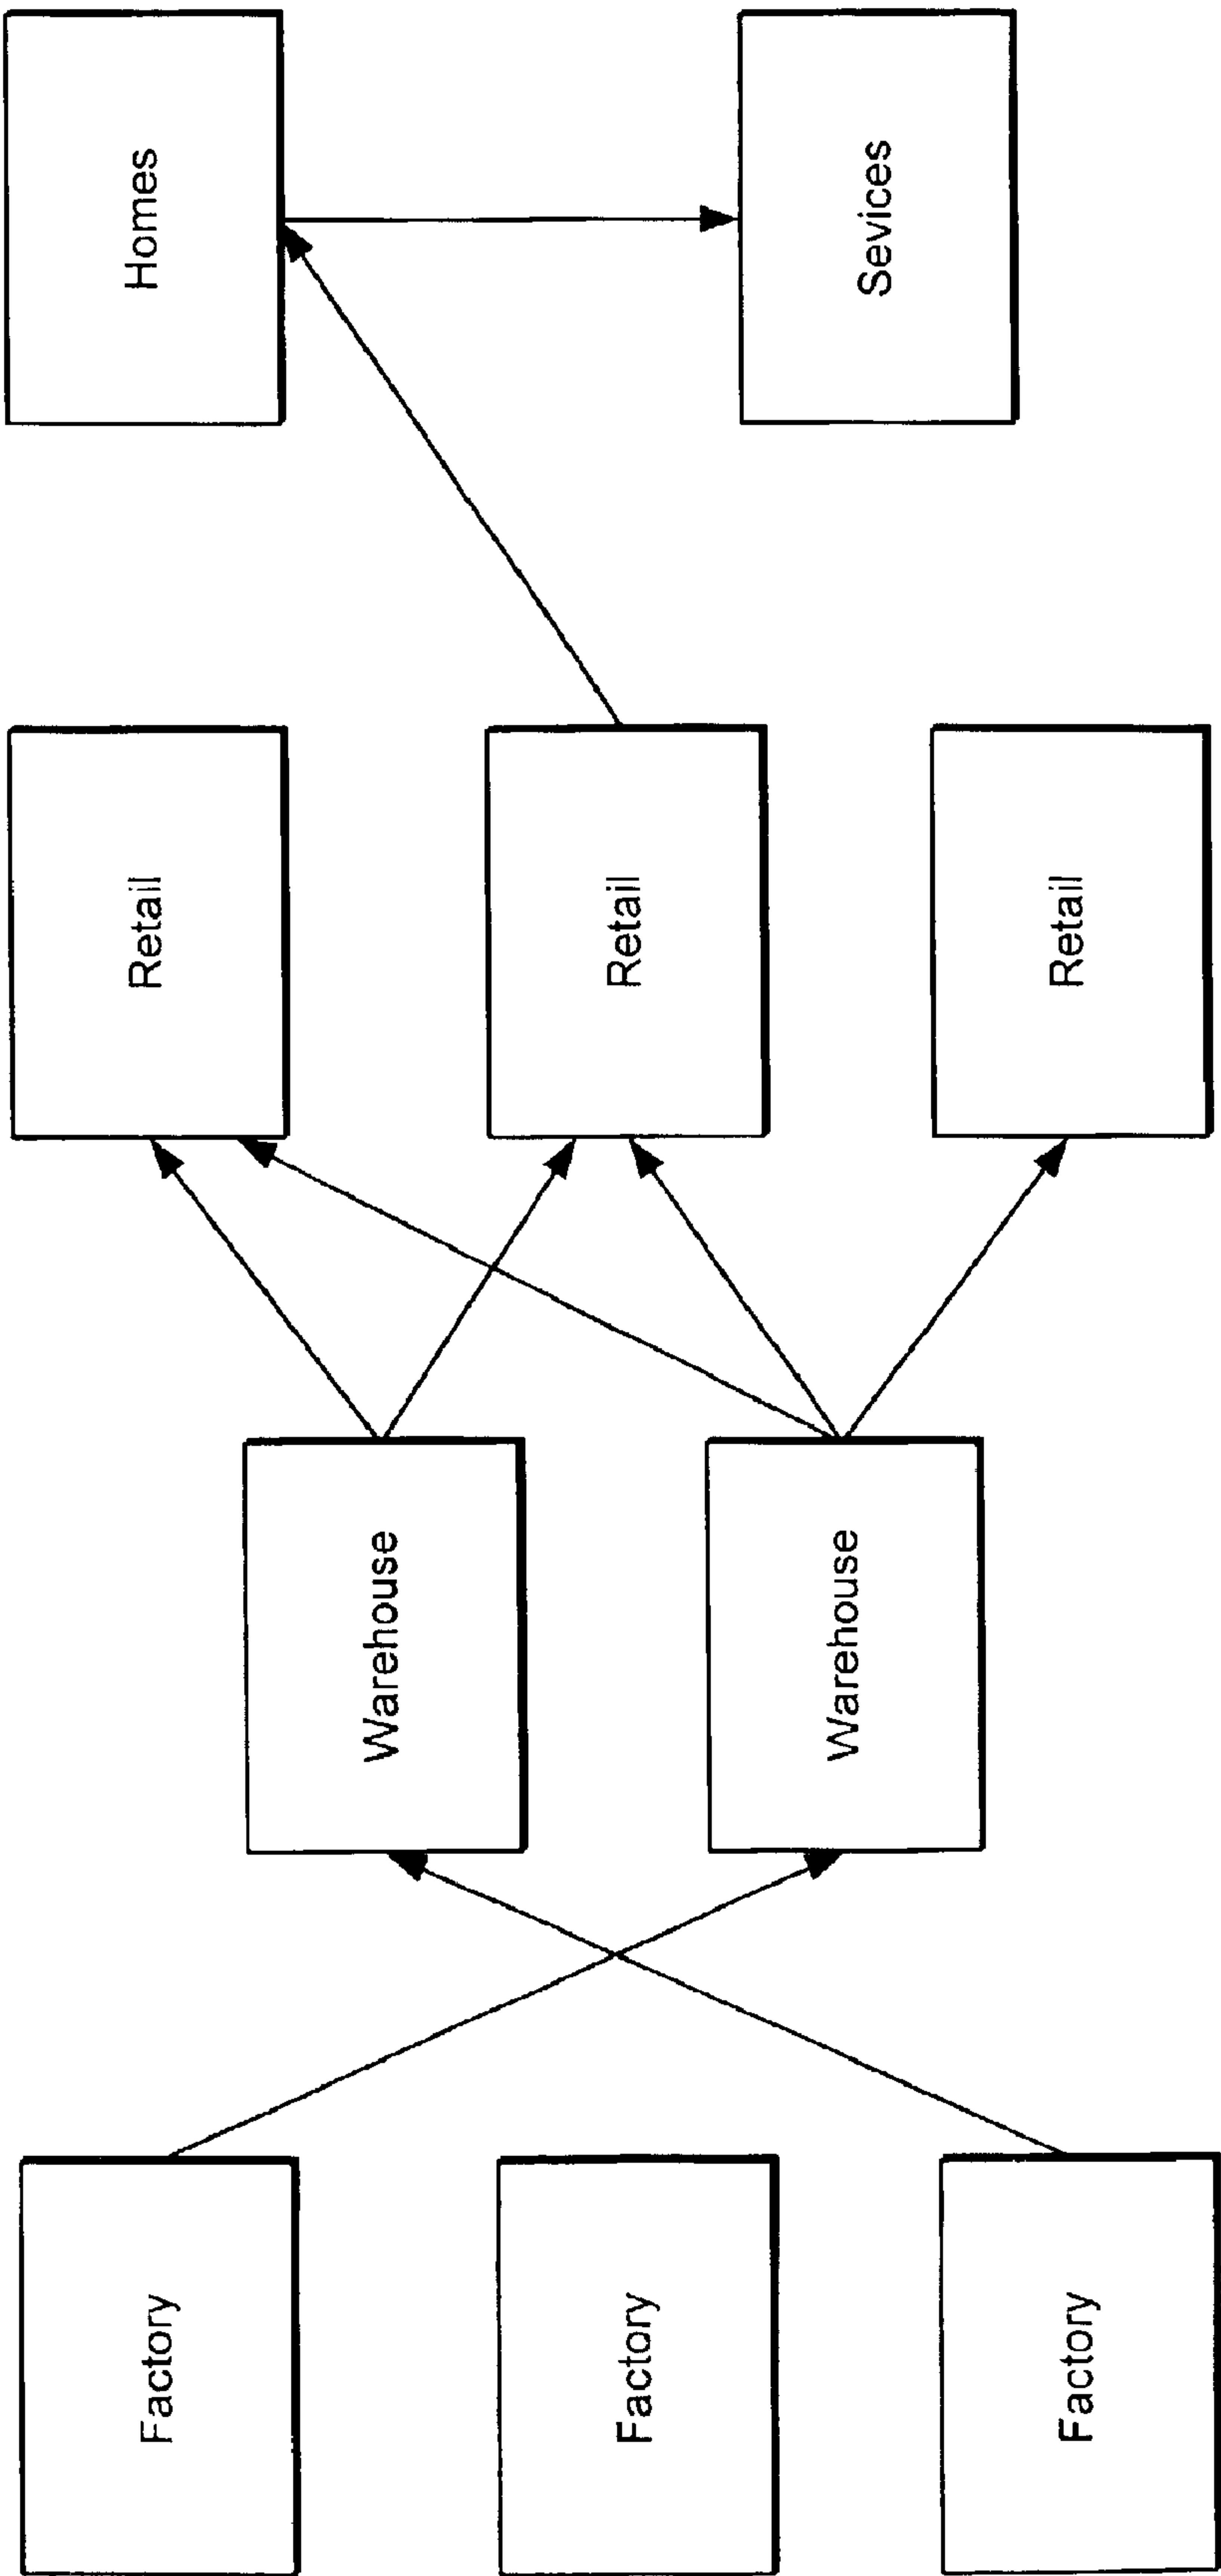 Factory
Retail
Homes
Warehouse
Factory
Retail
Warehouse
Sevices
Factory
Retail